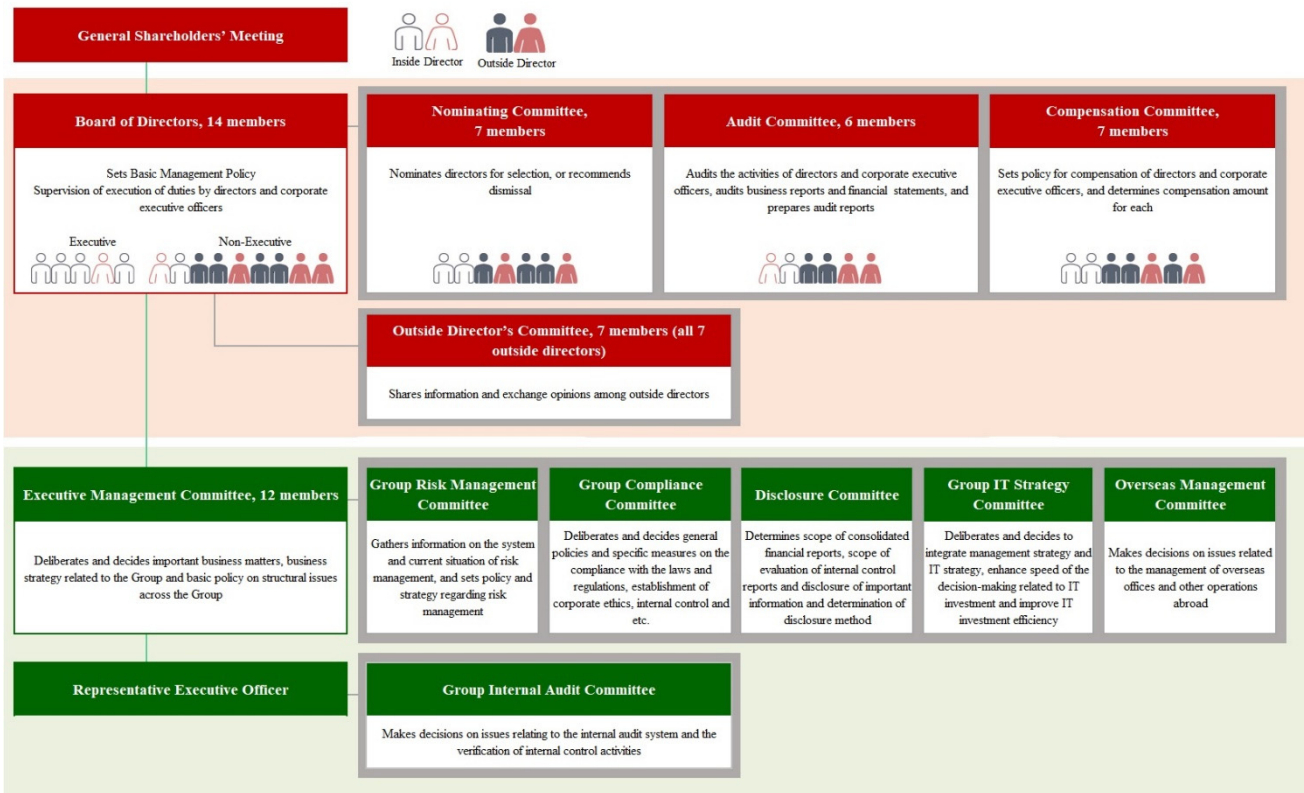 General Shareholders' Meeting
Inside Director
Outside Director
Board of Directors, 14 members
Sets Basic Management Policy
Supervision of execution of duties by directors and corporate
executive officers
Executive
Non-Executive
Nominating Committee,
7 members
Nominates directors for selection, or recommends
dismissal
Audit Committee, 6 members
Audits the activities of directors and corporate executive
officers, audits business reports and financial statements, and
prepares audit reports
Compensation Committee,
7 members
Sets policy for compensation of directors and corporate
executive officers, and determines compensation amount
for each
Outside Director's Committee, 7 members (all 7
outside directors)
Shares information and exchange opinions among outside directors
Executive Management Committee, 12 members
Deliberates and decides important business matters, business
strategy related to the Group and basic policy on structural issues
across the Group
Group Risk Management
Committee
Gathers information on the system
and current situation of risk
management, and sets policy and
strategy regarding risk
management
Group Compliance
Committee
Deliberates and decides general
policies and specific measures on the
compliance with the laws and
regulations, establishment of
corporate ethics, internal control and
etc.
Disclosure Committee
Determines scope of consolidated
financial reports, scope of
evaluation of internal control
reports and disclosure of important
information and determination of
disclosure method
Group IT Strategy
Committee
Deliberates and decides to
integrate management strategy and
IT strategy, enhance speed of the
decision-making related to IT
investment and improve IT
investment efficiency
Overseas Management
Committee
Makes decisions on issues related
to the management of overseas
offices and other operations
abroad
Representative Executive Officer
Group Internal Audit Committee
Makes decisions on issues relating to the internal audit system and the
verification of internal control activities